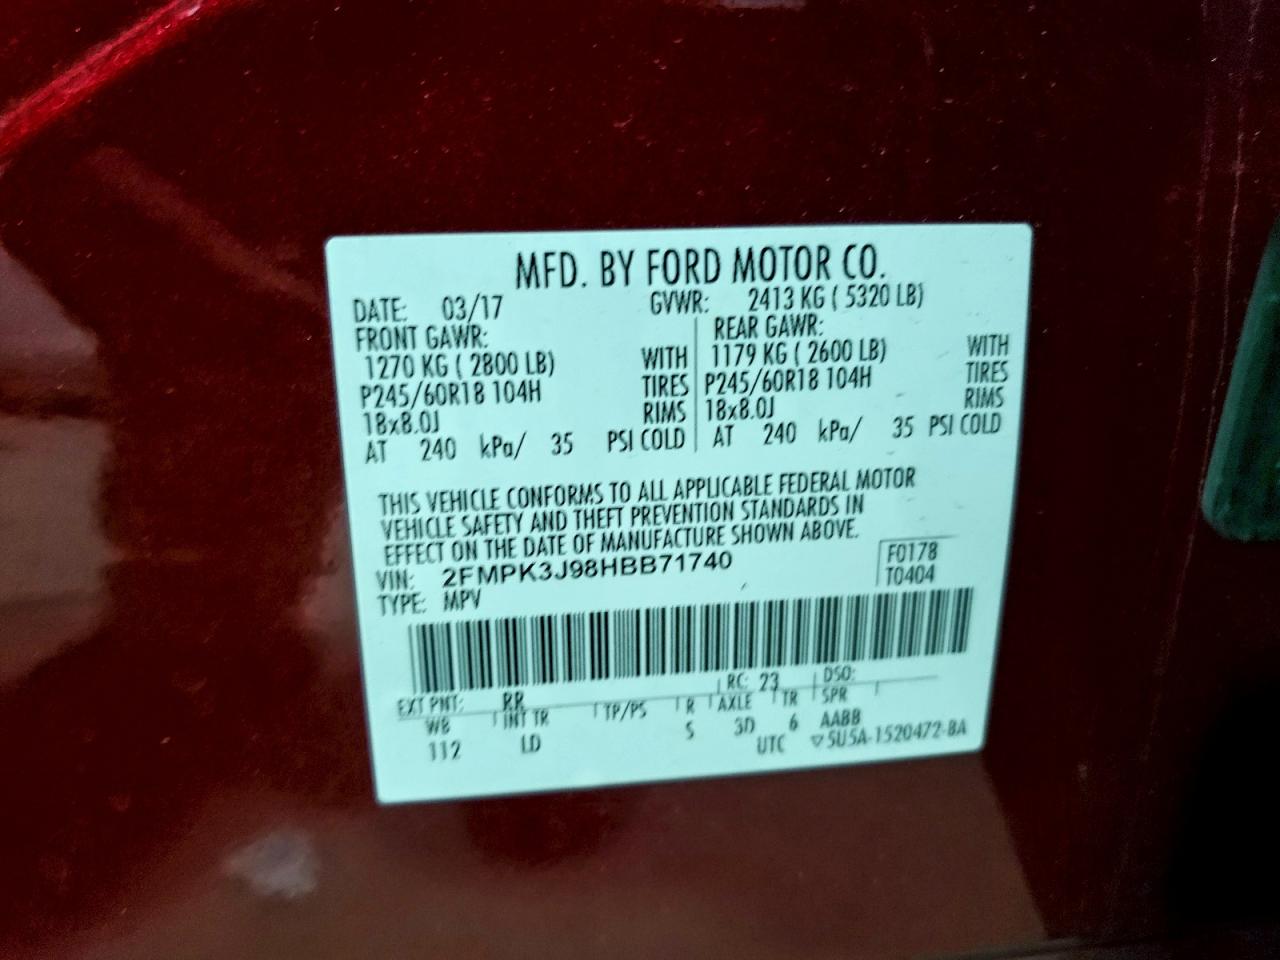 MFD. BY FORD MOTOR CO.
DATE: 03/17 GVWR: 2413 KG ( 5320 LB)
FRONT GAWR: REAR GAWR:
1270 KG ( 2800 LB) WITH 1179 KG ( 2600 LB) WITH
P245/60R18 104H TIRES P245/60R18 104H TIRES
18x8.0J RIMS 18x8.0J RIMS
AT 240 kPa/ 35 PSI COLD AT 240 kPa/ 35 PSI COLD
THIS VEHICLE CONFORMS TO ALL APPLICABLE FEDERAL MOTOR
VEHICLE SAFETY AND THEFT PREVENTION STANDARDS IN
EFFECT ON THE DATE OF MANUFACTURE SHOWN ABOVE.
VIN: 2FMPK3J98HBB71740 F0178
TYPE: MPV T0404
EXT PNT: RR RC: 23 DSO:
WB INT TR TP/PS R AXLE TR SPR
112 LD S 3D 6 AABB
UTC ▽5U5A-1520472-BA